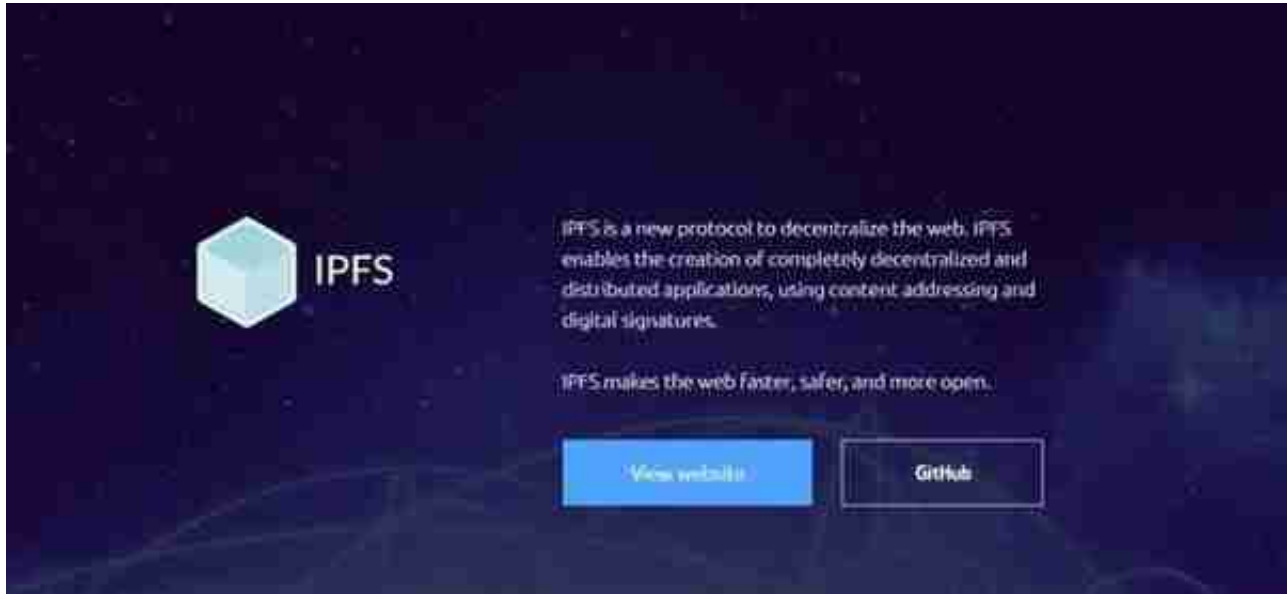 IPFS
IPFS is a new protocol to decentralize the web. IPFS
enables the creation of completely decentralized and
distributed applications, using content addressing and
digital signatures.
IPFS makes the web faster, safer, and more open.
View website
GitHub